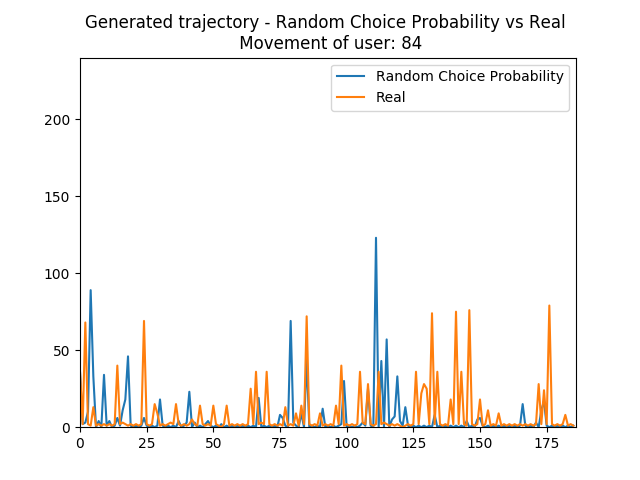 Generated trajectory - Random Choice Probability vs Real
Movement of user: 84
Random Choice Probability
Real
200
150
100
50
0
0 25 50 75 100 125 150 175